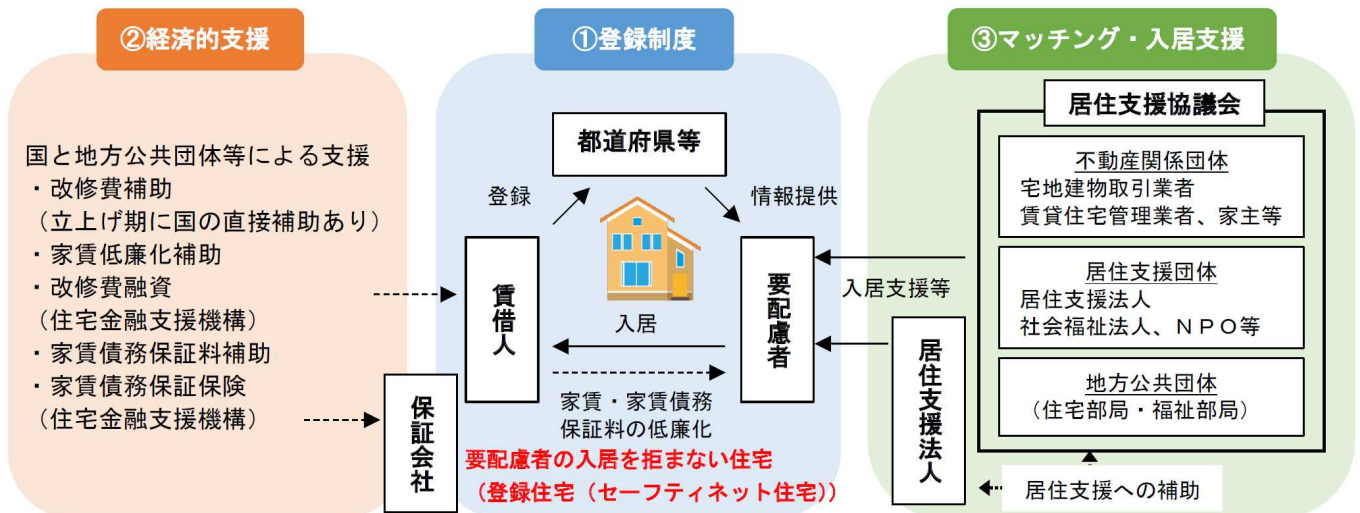 ②経済的支援
国と地方公共団体等による支援
・改修費補助
(立上げ期に国の直接補助あり)
・家賃低廉化補助
・改修費融資
(住宅金融支援機構)
・家賃債務保証料補助
・家賃債務保証保険
(住宅金融支援機構)
保証会社
①登録制度
都道府県等
登録
情報提供
賃借人
要配慮者
入居
家賃・家賃債務
保証料の低廉化
要配慮者の入居を拒まない住宅
(登録住宅(セーフティネット住宅))
③マッチング・入居支援
居住支援協議会
不動産関係団体
宅地建物取引業者
賃貸住宅管理業者、家主等
入居支援等
居住支援団体
居住支援法人
社会福祉法人、NPO等
地方公共団体
(住宅部局・福祉部局)
居住支援法人
居住支援への補助